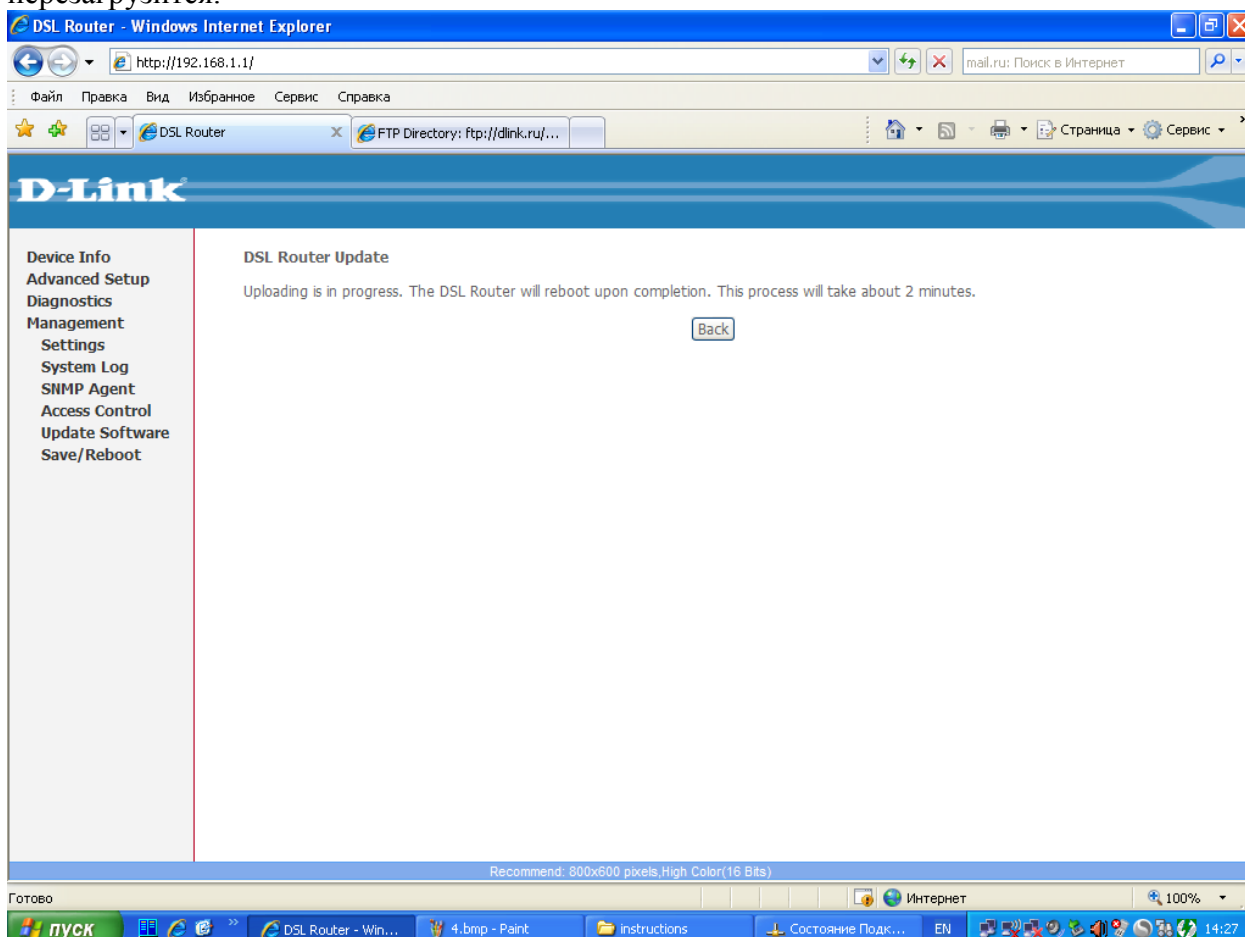 перезагрузится.
DSL Router - Windows Internet Explorer
http://192.168.1.1/
mail.ru: Поиск в Интернет
Файл Правка Вид Избранное Сервис Справка
DSL Router
FTP Directory: ftp://dlink.ru/...
Страница Сервис
D-Link
Device Info
Advanced Setup
Diagnostics
Management
Settings
System Log
SNMP Agent
Access Control
Update Software
Save/Reboot
DSL Router Update
Uploading is in progress. The DSL Router will reboot upon completion. This process will take about 2 minutes.
Back
Recommend: 800x600 pixels,High Color(16 Bits)
Готово
Интернет
100%
пуск
DSL Router - Win...
4.bmp - Paint
instructions
Состояние Подк...
EN
14:27